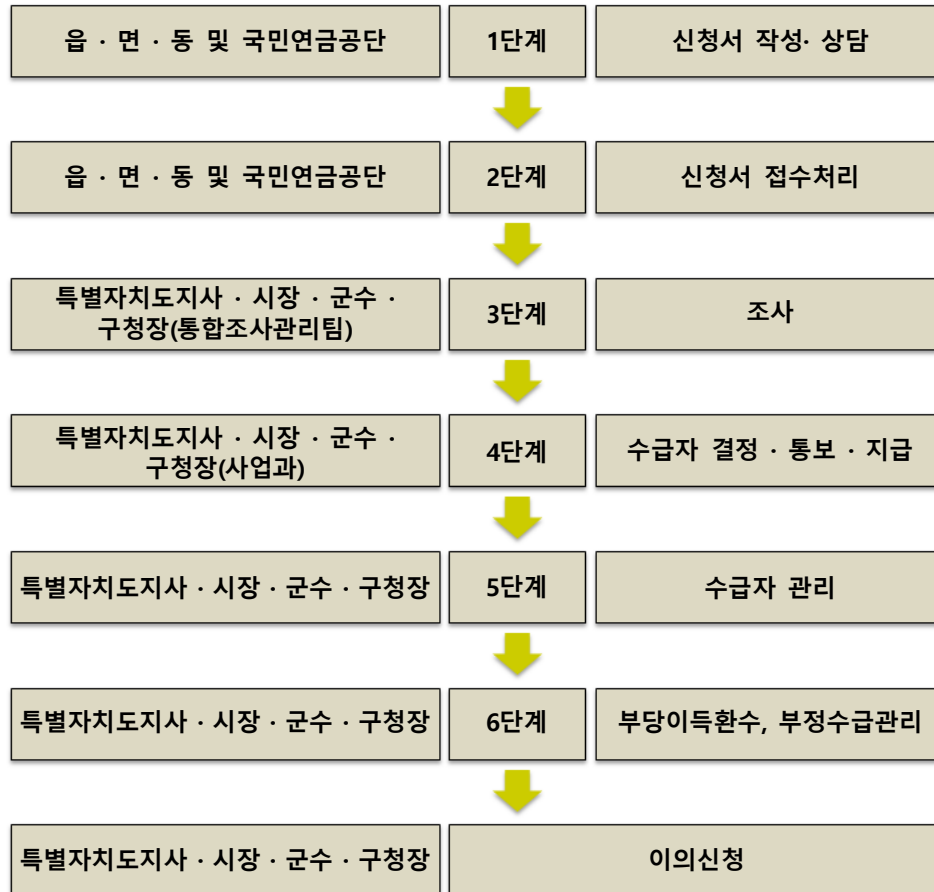 읍 · 면 · 동 및 국민연금공단 1단계 신청서 작성· 상담
읍 · 면 · 동 및 국민연금공단 2단계 신청서 접수처리
특별자치도지사 · 시장 · 군수 ·
구청장(통합조사관리팀) 3단계 조사
특별자치도지사 · 시장 · 군수 ·
구청장(사업과) 4단계 수급자 결정 · 통보 · 지급
특별자치도지사 · 시장 · 군수 · 구청장 5단계 수급자 관리
특별자치도지사 · 시장 · 군수 · 구청장 6단계 부당이득환수, 부정수급관리
특별자치도지사 · 시장 · 군수 · 구청장 이의신청